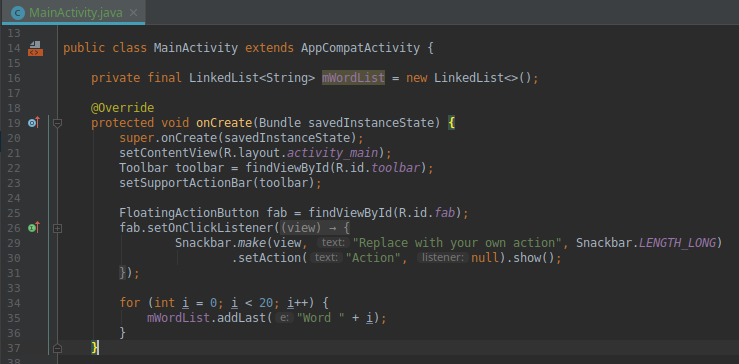 MainActivity.java
13
14 public class MainActivity extends AppCompatActivity {
15
16 private final LinkedList<String> mWordList = new LinkedList<>();
17
18 @Override
19 protected void onCreate(Bundle savedInstanceState) {
20 super.onCreate(savedInstanceState);
21 setContentView(R.layout.activity_main);
22 Toolbar toolbar = findViewById(R.id.toolbar);
23 setSupportActionBar(toolbar);
24
25 FloatingActionButton fab = findViewById(R.id.fab);
26 fab.setOnClickListener((view) → {
29 Snackbar.make(view, text: "Replace with your own action", Snackbar.LENGTH_LONG)
30 .setAction( text: "Action", listener: null).show();
31 });
33
34 for (int i = 0; i < 20; i++) {
35 mWordList.addLast( e: "Word " + i);
36 }
37 }
38